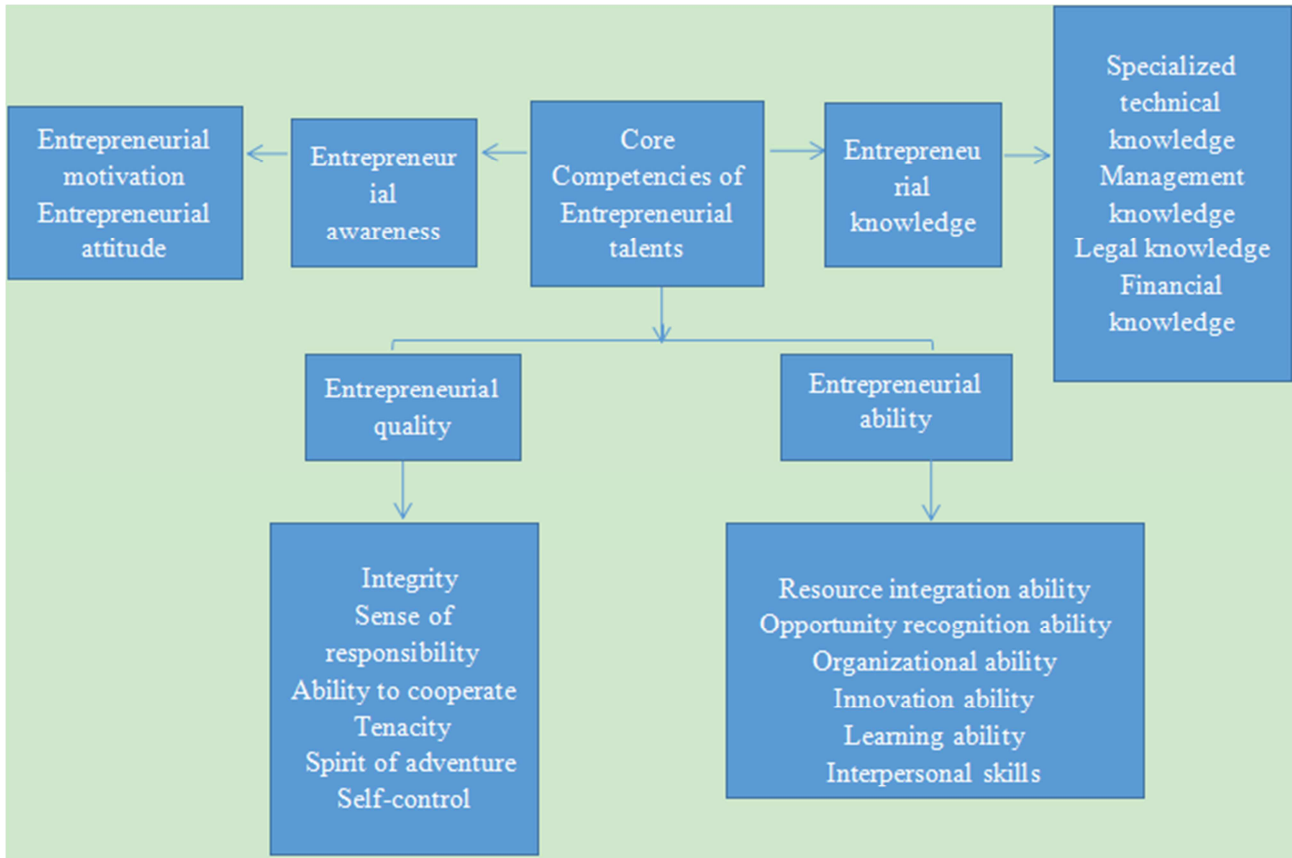 Entrepreneurial
motivation
Entrepreneurial
attitude
Entrepreneur
ial
awareness
Core
Competencies of
Entrepreneurial
talents
Entrepreneu
rial
knowledge
Specialized
technical
knowledge
Management
knowledge
Legal knowledge
Financial
knowledge
Entrepreneurial
quality
Entrepreneurial
ability
Integrity
Sense of
responsibility
Ability to cooperate
Tenacity
Spirit of adventure
Self-control
Resource integration ability
Opportunity recognition ability
Organizational ability
Innovation ability
Learning ability
Interpersonal skills